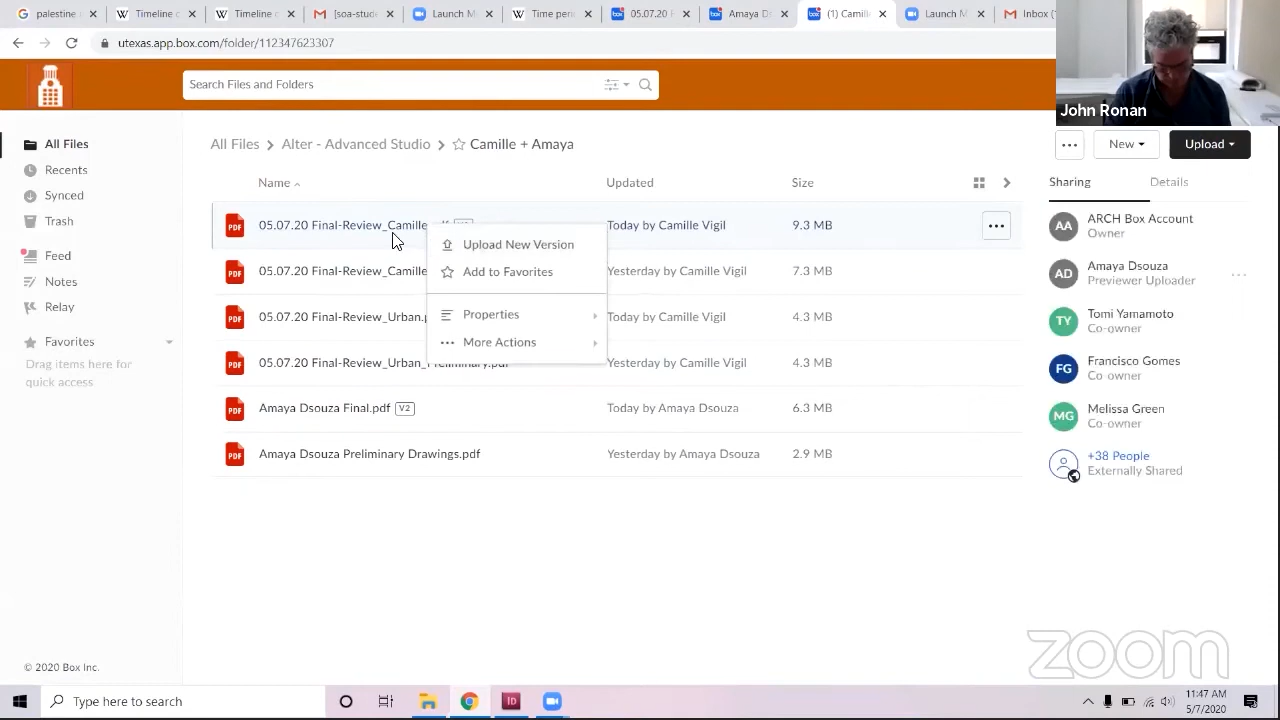 palestine
Timeline o
Timeline c
[aso-stud
Launch M
Time:pen
05.07.20 F
Amaya D
(1) Camill
Launch M
Inbox (
utexas.app.box.com/folder/112347623307
Search Files and Folders
John Ronan
All Files
Recents
Synced
Trash
Feed
Notes
Relay
Favorites
Drag items here for
quick access
© 2020 Box Inc.
All Files > Alter - Advanced Studio > Camille + Amaya
New
Upload
Name
Updated
Size
05.07.20 Final-Review_Camille
Today by Camille Vigil
9.3 MB
05.07.20 Final-Review_Camille
Yesterday by Camille Vigil
7.3 MB
05.07.20 Final-Review_Urban.p
Today by Camille Vigil
4.3 MB
05.07.20 Final-Review_Urban_Preliminary.pdf
Yesterday by Camille Vigil
4.3 MB
Amaya Dsouza Final.pdf V2
Today by Amaya Dsouza
6.3 MB
Amaya Dsouza Preliminary Drawings.pdf
Yesterday by Amaya Dsouza
2.9 MB
Upload New Version
Add to Favorites
Properties
More Actions
Sharing
Details
AA
ARCH Box Account
Owner
AD
Amaya Dsouza
Previewer Uploader
TY
Tomi Yamamoto
Co-owner
FG
Francisco Gomes
Co-owner
MG
Melissa Green
Co-owner
+38 People
Externally Shared
zoom
Type here to search
11:47 AM
5/7/2020